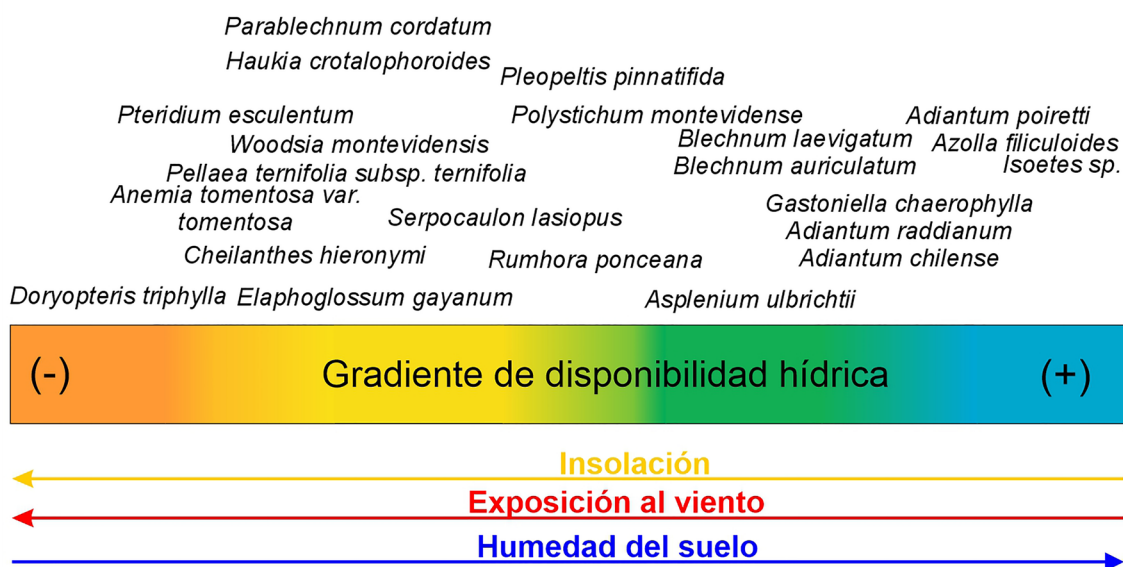 Parablechnum cordatum
Haukia crotalophoroides
Pleopeltis pinnatifida
Pteridium esculentum
Polystichum montevidense
Adiantum poiretti
Woodsia montevidensis
Blechnum laevigatum
Azolla filiculoides
Pellaea ternifolia subsp. ternifolia
Blechnum auriculatum
Isoetes sp.
Anemia tomentosa var.
tomentosa
Serpocaulon lasiopus
Gastoniella chaerophylla
Adiantum raddianum
Cheilanthes hieronymi
Rumhora ponceana
Adiantum chilense
Doryopteris triphylla
Elaphoglossum gayanum
Asplenium ulbrichtii
(-) Gradiente de disponibilidad hídrica (+)
Insolación
Exposición al viento
Humedad del suelo